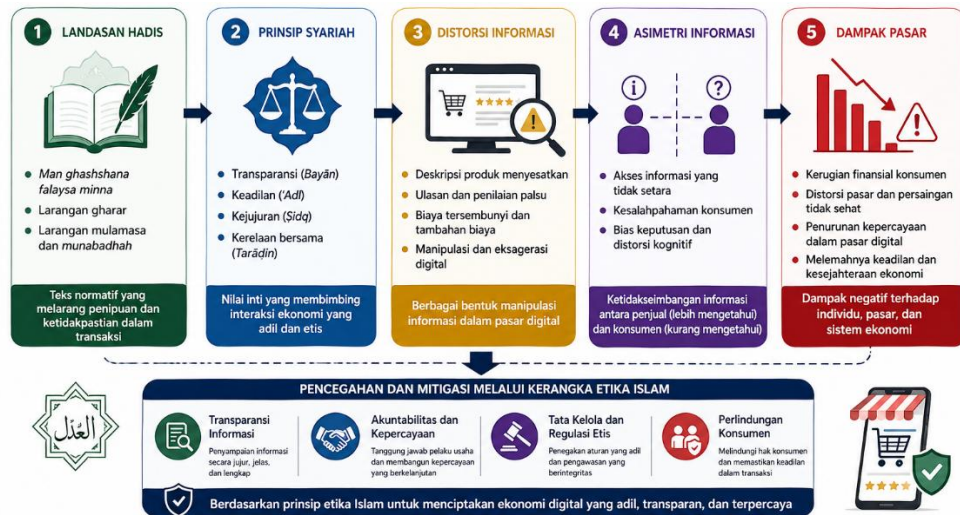 1 LANDASAN HADIS
Man ghashshana
falaysa minna
Larangan gharar
Larangan mulamasa
dan munabadhah
Teks normatif yang
melarang penipuan dan
ketidakpastian dalam
transaksi
2 PRINSIP SYARIAH
Transparansi (Bayān)
Keadilan (‘Adl)
Kejujuran (Ṣidq)
Kerelaan bersama
(Tarāḍin)
Nilai inti yang membimbing
interaksi ekonomi yang
adil dan etis
3 DISTORSI INFORMASI
Deskripsi produk menyesatkan
Ulasan dan penilaian palsu
Biaya tersembunyi dan
tambahan biaya
Manipulasi dan eksagerasi
digital
Berbagai bentuk manipulasi
informasi dalam pasar digital
4 ASIMETRI INFORMASI
i ?
Akses informasi yang
tidak setara
Kesalahpahaman konsumen
Bias keputusan dan
distorsi kognitif
Ketidakseimbangan informasi
antara penjual (lebih mengetahui)
dan konsumen (kurang mengetahui)
5 DAMPAK PASAR
Kerugian finansial konsumen
Distorsi pasar dan persaingan
tidak sehat
Penurunan kepercayaan
dalam pasar digital
Melemahnya keadilan dan
kesejahteraan ekonomi
Dampak negatif terhadap
individu, pasar, dan
sistem ekonomi
العدل
PENCEGAHAN DAN MITIGASI MELALUI KERANGKA ETIKA ISLAM
Transparansi
Informasi
Penyampaian informasi
secara jujur, jelas,
dan lengkap
Akuntabilitas dan
Kepercayaan
Tanggung jawab pelaku usaha
dan membangun kepercayaan
yang berkelanjutan
Tata Kelola dan
Regulasi Etis
Penegakan aturan yang adil
dan pengawasan yang
berintegritas
Perlindungan
Konsumen
Melindungi hak konsumen
dan memastikan keadilan
dalam transaksi
Berdasarkan prinsip etika Islam untuk menciptakan ekonomi digital yang adil, transparan, dan terpercaya